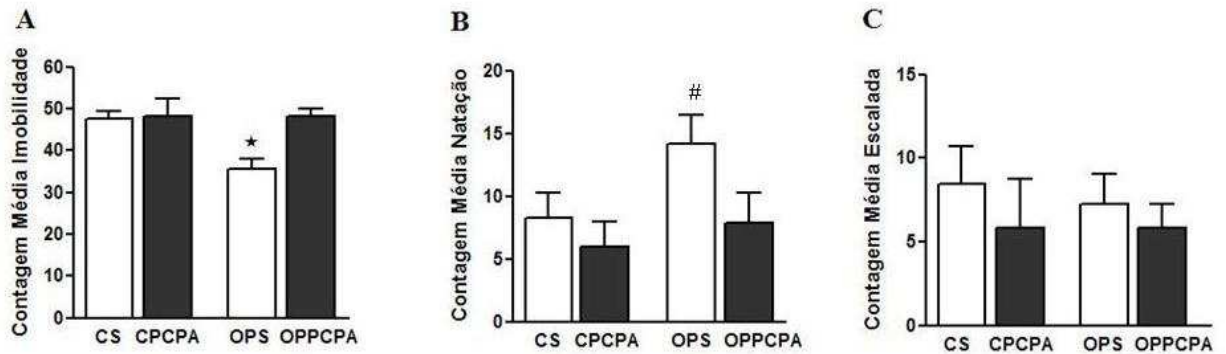 A
Contagem Média Imobilidade
60
50
40
30
20
10
0
★
CS CPCPA OPS OPPCPA
B
Contagem Média Natação
20
15
10
5
0
#
CS CPCPA OPS OPPCPA
C
Contagem Média Escalada
15
10
5
0
CS CPCPA OPS OPPCPA